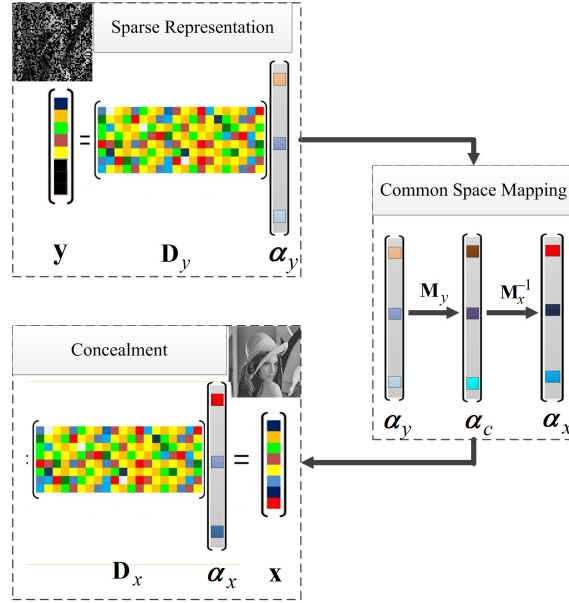 Sparse Representation
=
y
D_y
α_y
Common Space Mapping
M_y
M_x^{-1}
α_y
α_c
α_x
Concealment
:
=
D_x
α_x
x